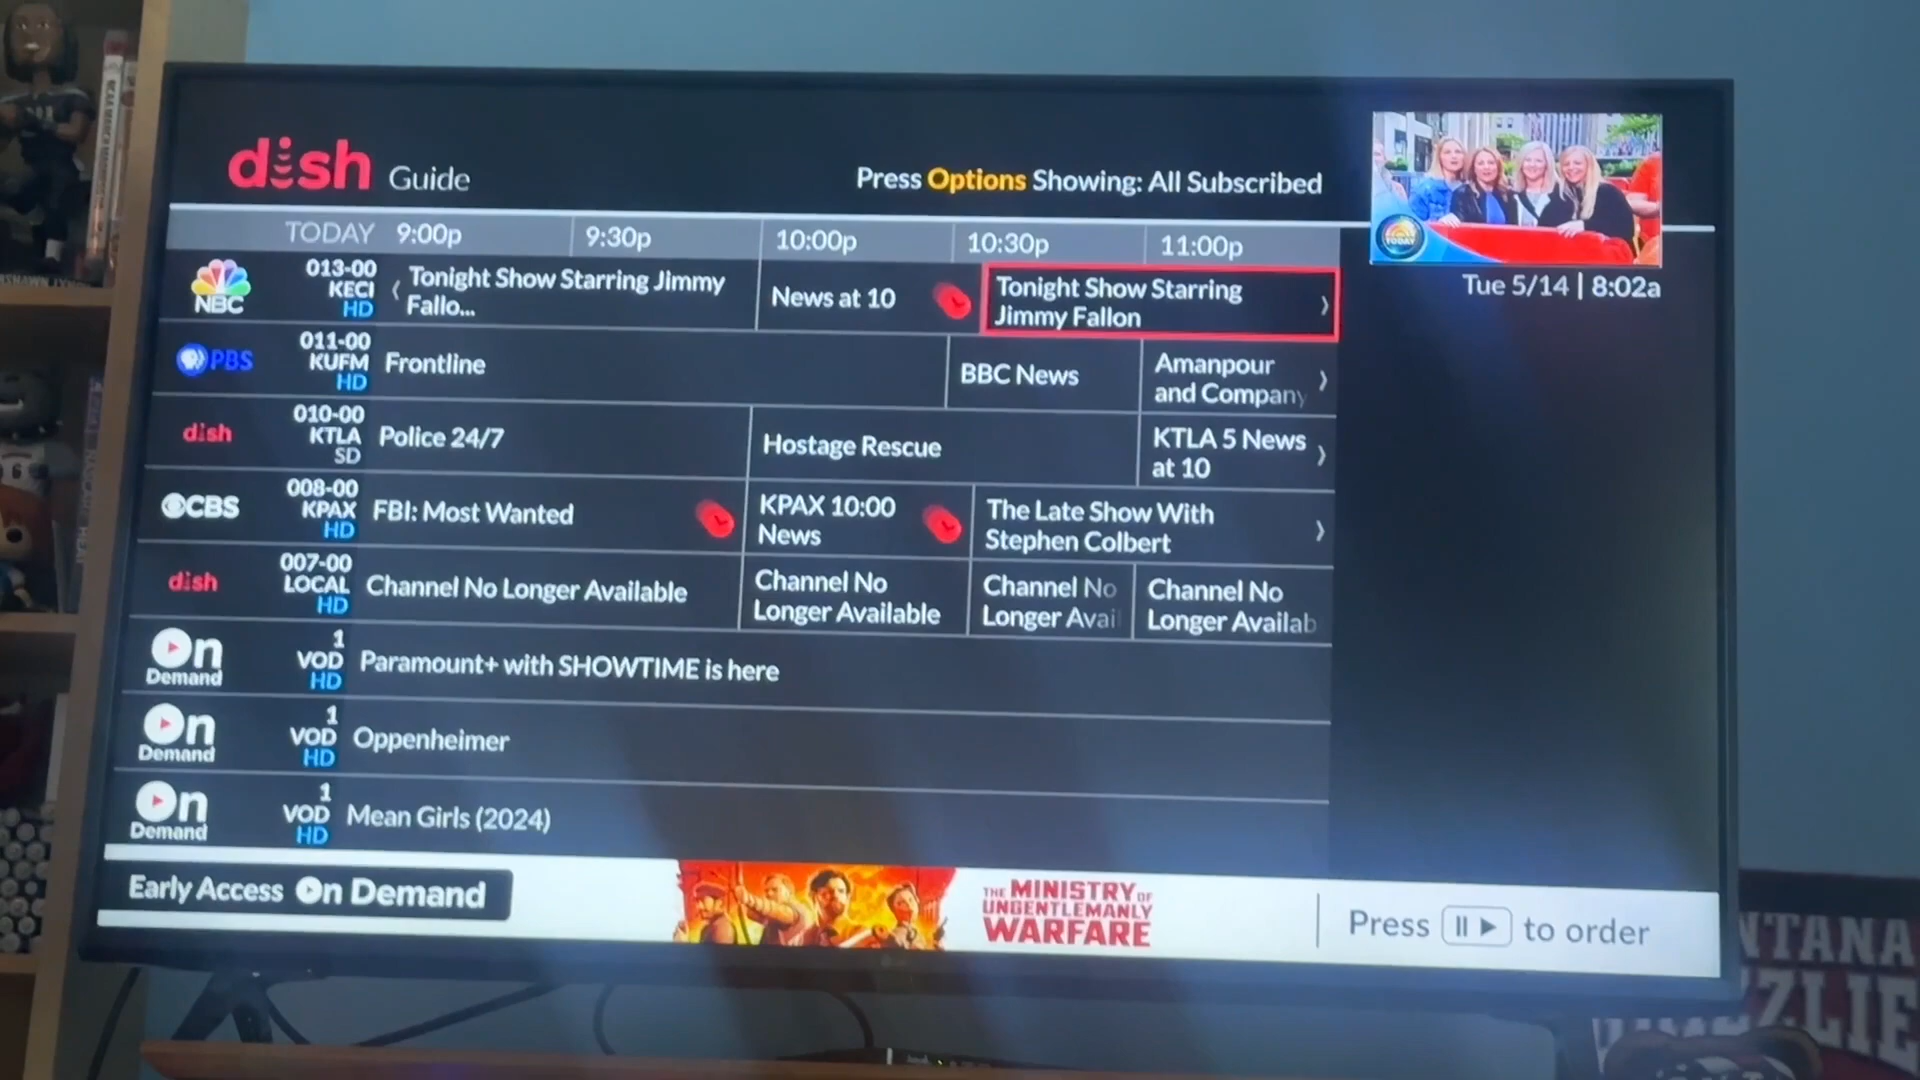 dish Guide
Press Options Showing: All Subscribed
TODAY 9:00p 9:30p 10:00p 10:30p 11:00p
TODAY
Tue 5/14 | 8:02a
NBC
013-00
KECI
HD
Tonight Show Starring Jimmy
Fallo...
News at 10
Tonight Show Starring
Jimmy Fallon
PBS
011-00
KUFM
HD
Frontline
BBC News
Amanpour
and Company
dish
010-00
KTLA
SD
Police 24/7
Hostage Rescue
KTLA 5 News
at 10
CBS
008-00
KPAX
HD
FBI: Most Wanted
KPAX 10:00
News
The Late Show With
Stephen Colbert
dish
007-00
LOCAL
HD
Channel No Longer Available
Channel No
Longer Available
Channel No
Longer Avai
Channel No
Longer Availab
On
Demand
1
VOD
HD
Paramount+ with SHOWTIME is here
On
Demand
1
VOD
HD
Oppenheimer
On
Demand
1
VOD
HD
Mean Girls (2024)
Early Access On Demand
THE MINISTRY OF
UNGENTLEMANLY
WARFARE
Press to order
NTANA
ZZLIE